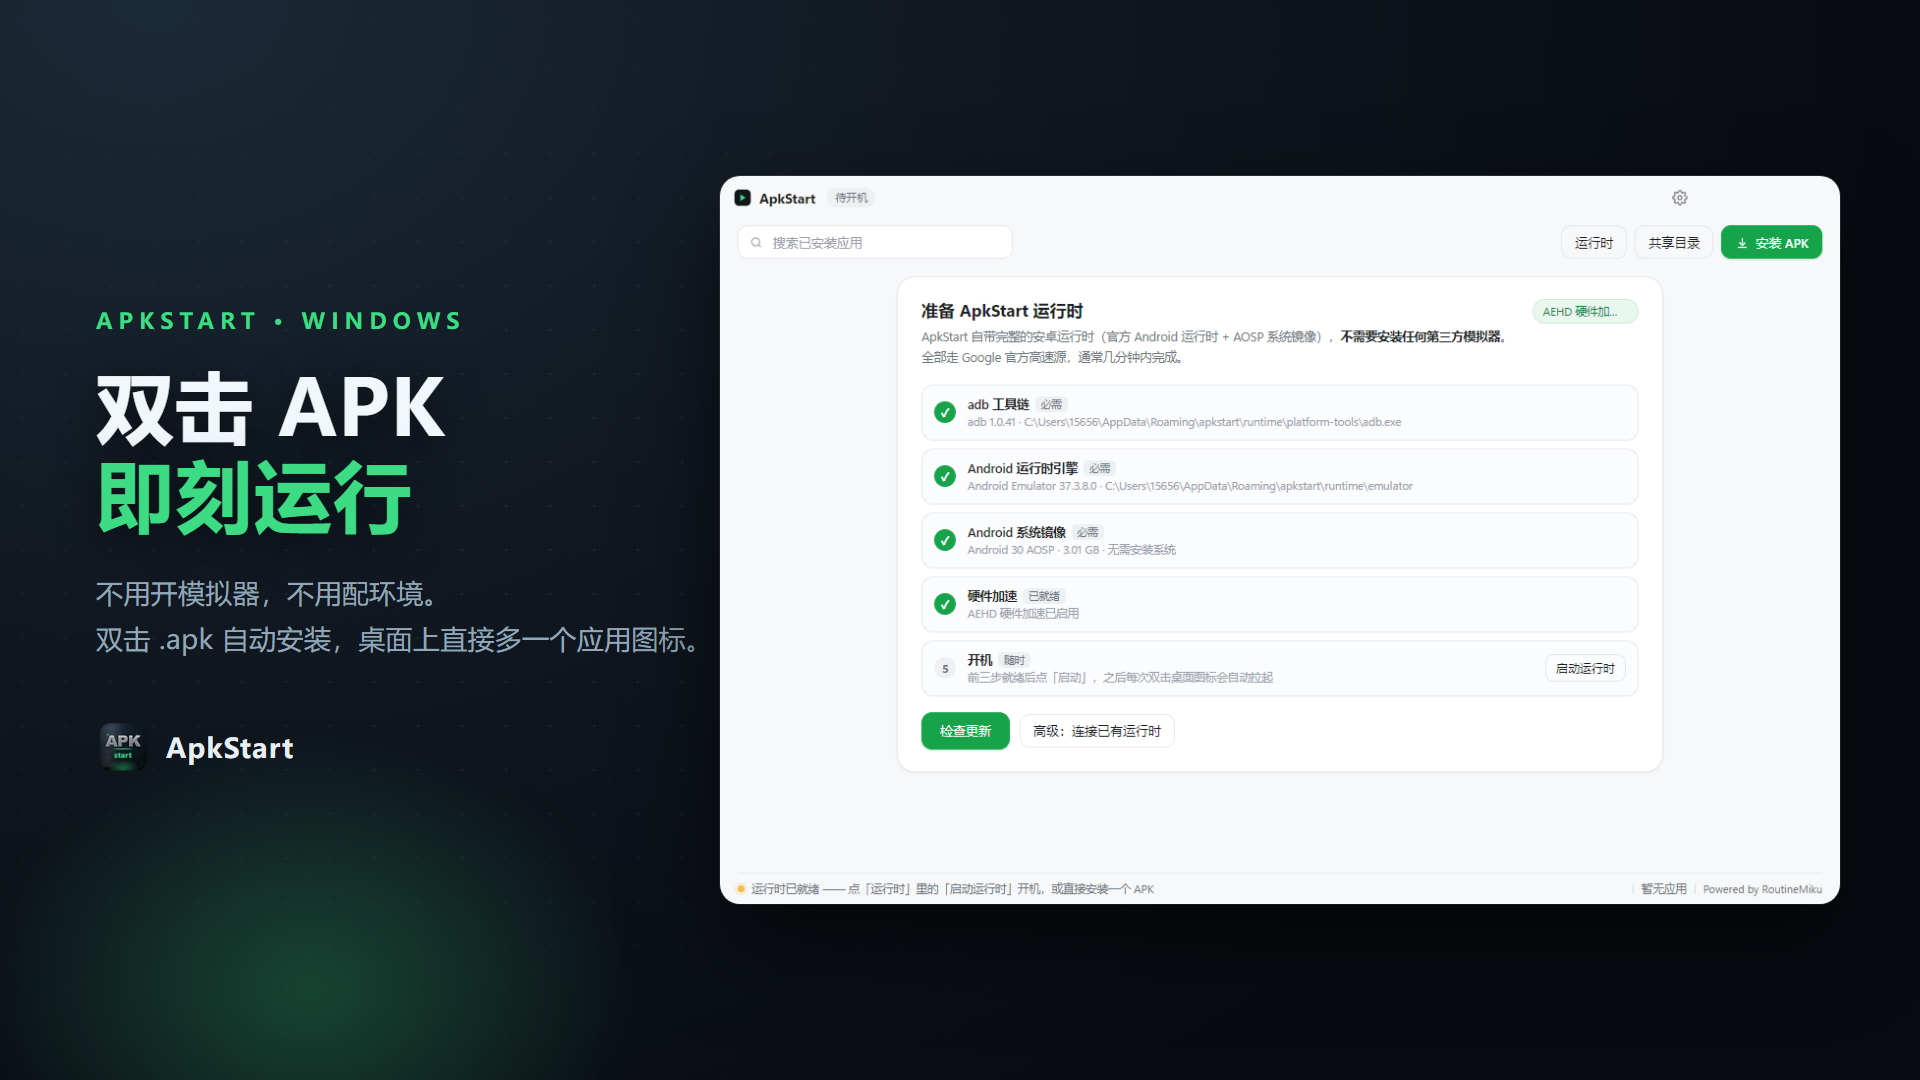 APKSTART • WINDOWS
双击 APK
即刻运行
不用开模拟器，不用配环境。
双击 .apk 自动安装，桌面上直接多一个应用图标。
APK
start
ApkStart
ApkStart 待开机
搜索已安装应用 运行时 共享目录 安装 APK
准备 ApkStart 运行时 AEHD 硬件加...
ApkStart 自带完整的安卓运行时（官方 Android 运行时 + AOSP 系统镜像），不需要安装任何第三方模拟器。
全部走 Google 官方高速源，通常几分钟内完成。
adb 工具链 必需
adb 1.0.41 · C:\Users\15656\AppData\Roaming\apkstart\runtime\platform-tools\adb.exe
Android 运行时引擎 必需
Android Emulator 37.3.8.0 · C:\Users\15656\AppData\Roaming\apkstart\runtime\emulator
Android 系统镜像 必需
Android 30 AOSP · 3.01 GB · 无需安装系统
硬件加速 已就绪
AEHD 硬件加速已启用
5 开机 随时
前三步就绪后点「启动」，之后每次双击桌面图标会自动拉起
启动运行时
检查更新 高级：连接已有运行时
运行时已就绪 —— 点「运行时」里的「启动运行时」开机，或直接安装一个 APK
暂无应用 Powered by RoutineMiku